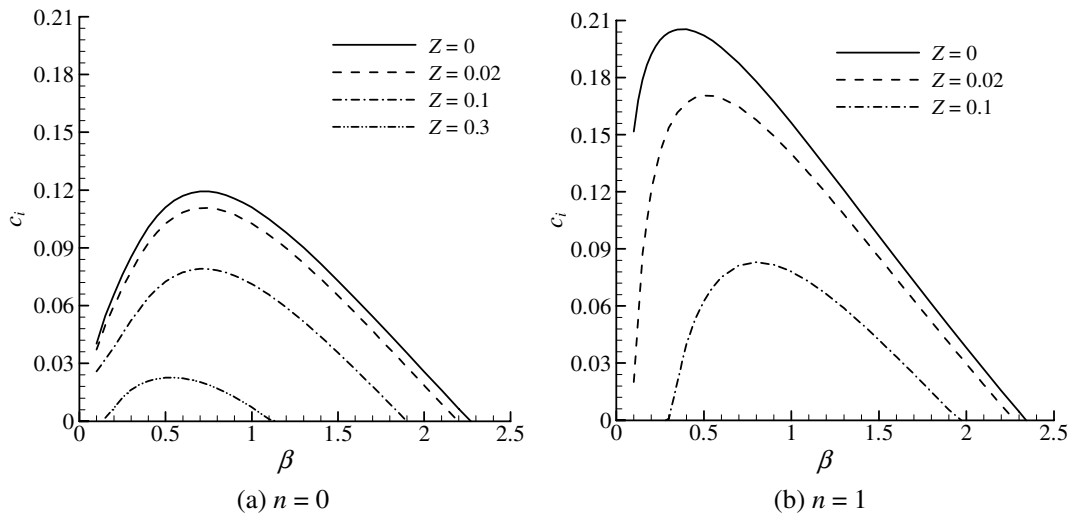 0.21
0.18
0.15
0.12
0.09
0.06
0.03
0
c_i
Z = 0
Z = 0.02
Z = 0.1
Z = 0.3
0 0.5 1 1.5 2 2.5
β
(a) n = 0
0.21
0.18
0.15
0.12
0.09
0.06
0.03
0
c_i
Z = 0
Z = 0.02
Z = 0.1
0 0.5 1 1.5 2 2.5
β
(b) n = 1